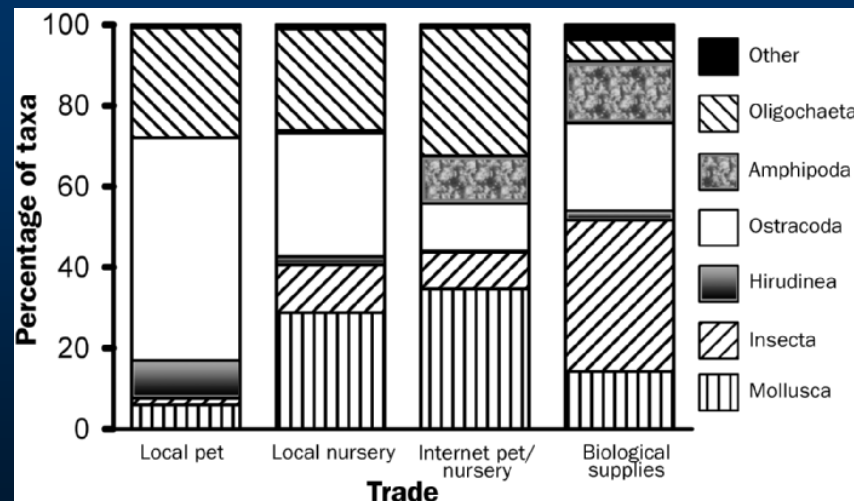 Percentage of taxa
100
80
60
40
20
0
Local pet
Local nursery
Internet pet/
nursery
Biological
supplies
Trade
Other
Oligochaeta
Amphipoda
Ostracoda
Hirudinea
Insecta
Mollusca